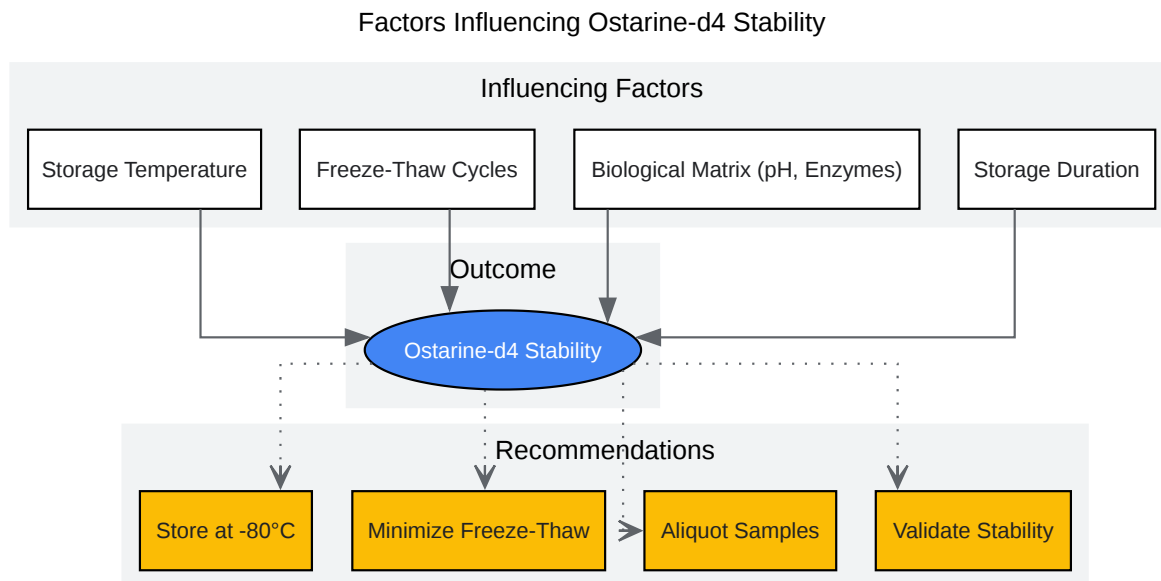 Factors Influencing Ostarine-d4 Stability
Influencing Factors
Storage Temperature
Freeze-Thaw Cycles
Biological Matrix (pH, Enzymes)
Storage Duration
Outcome
Ostarine-d4 Stability
Recommendations
Store at -80°C
Minimize Freeze-Thaw
Aliquot Samples
Validate Stability